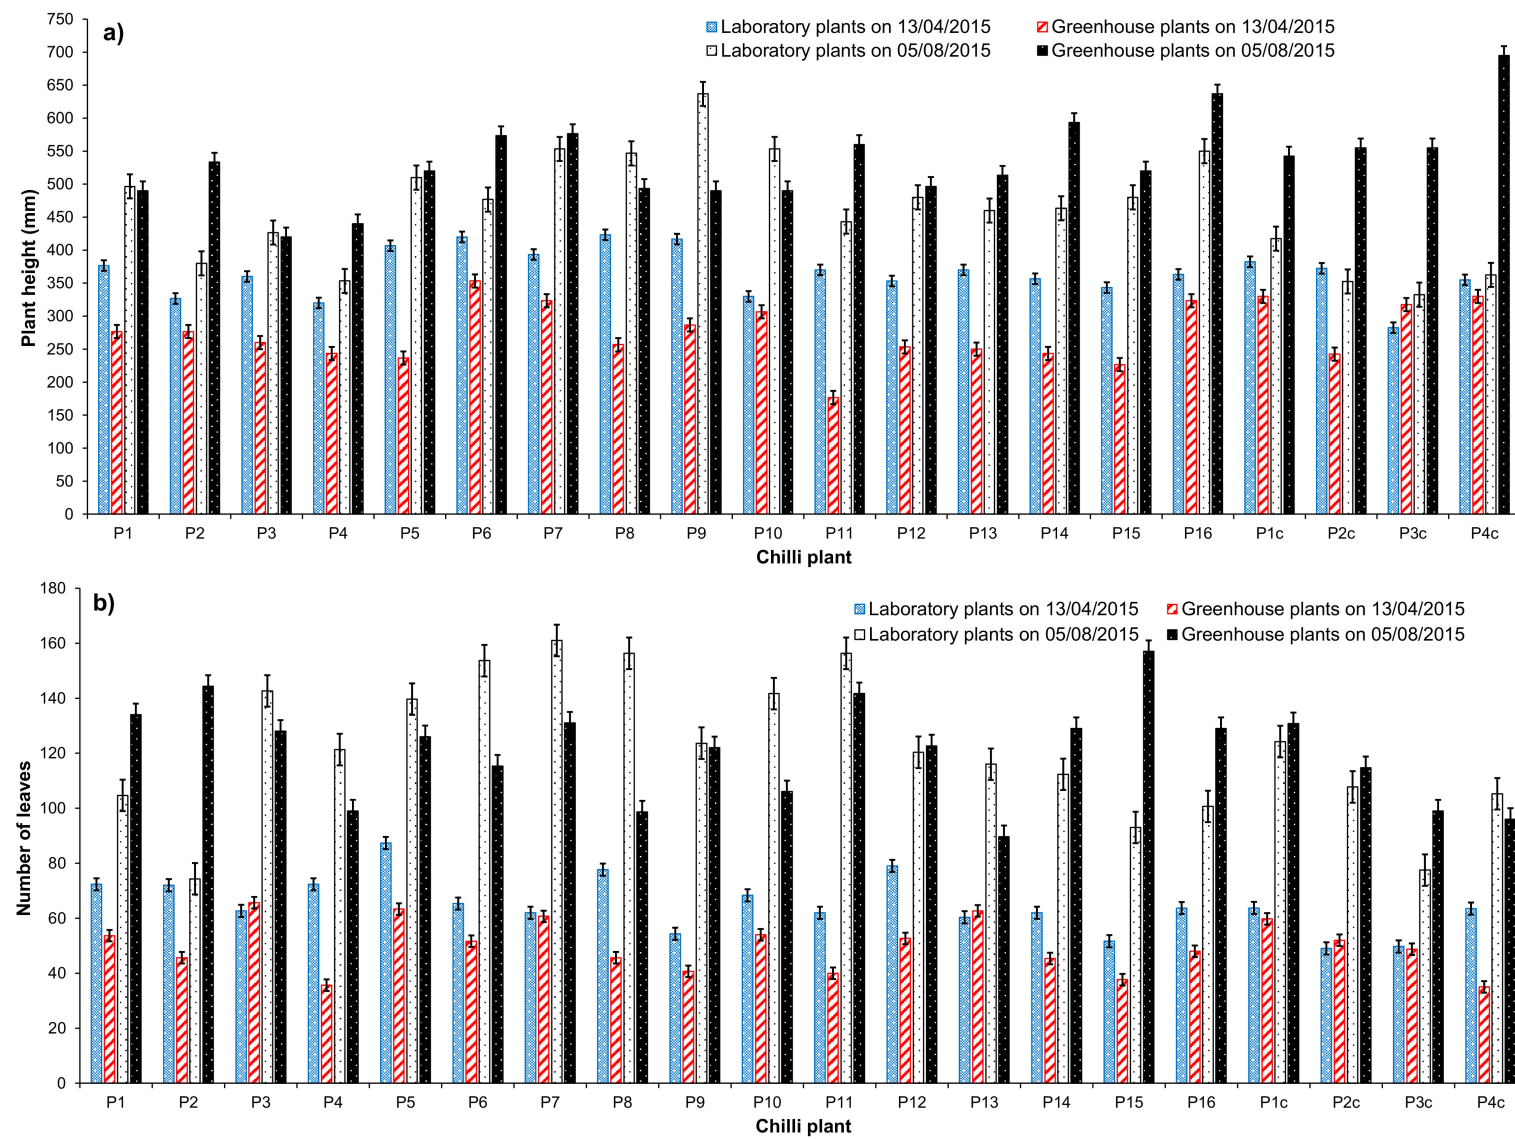 a)
Laboratory plants on 13/04/2015 Greenhouse plants on 13/04/2015
Laboratory plants on 05/08/2015 Greenhouse plants on 05/08/2015
Plant height (mm)
750
700
650
600
550
500
450
400
350
300
250
200
150
100
50
0
P1 P2 P3 P4 P5 P6 P7 P8 P9 P10 P11 P12 P13 P14 P15 P16 P1c P2c P3c P4c
Chilli plant
b)
Laboratory plants on 13/04/2015 Greenhouse plants on 13/04/2015
Laboratory plants on 05/08/2015 Greenhouse plants on 05/08/2015
Number of leaves
180
160
140
120
100
80
60
40
20
0
P1 P2 P3 P4 P5 P6 P7 P8 P9 P10 P11 P12 P13 P14 P15 P16 P1c P2c P3c P4c
Chilli plant